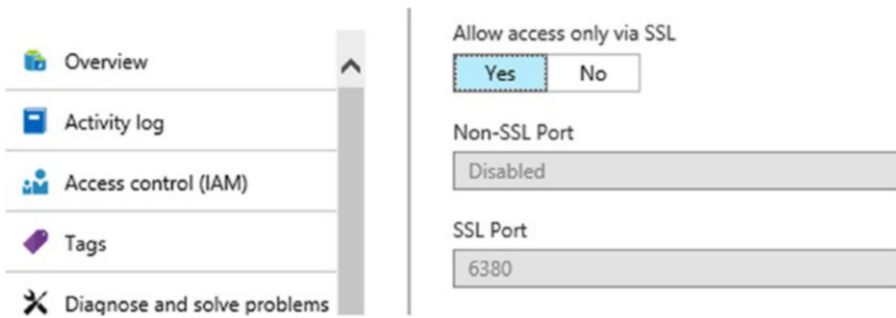 Overview
Activity log
Access control (IAM)
Tags
Diagnose and solve problems
Allow access only via SSL
Yes No
Non-SSL Port
Disabled
SSL Port
6380